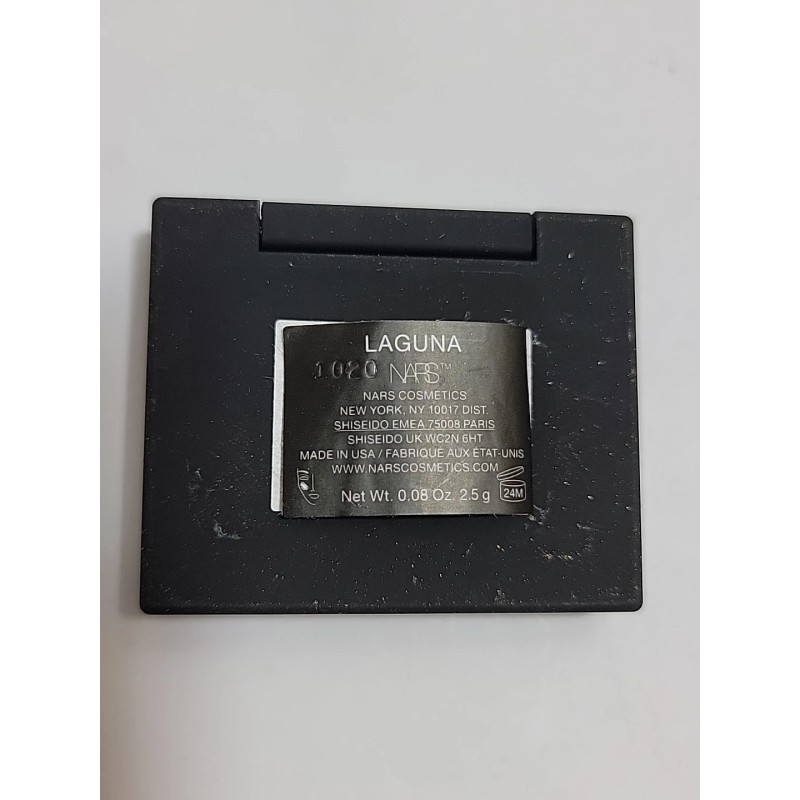 LAGUNA
1020 NARS™
NARS COSMETICS
NEW YORK, NY 10017 DIST.
SHISEIDO EMEA 75008 PARIS
SHISEIDO UK WC2N 6HT
MADE IN USA / FABRIQUÉ AUX ÉTAT-UNIS
WWW.NARSCOSMETICS.COM
Net Wt. 0.08 Oz. 2.5 g
24M